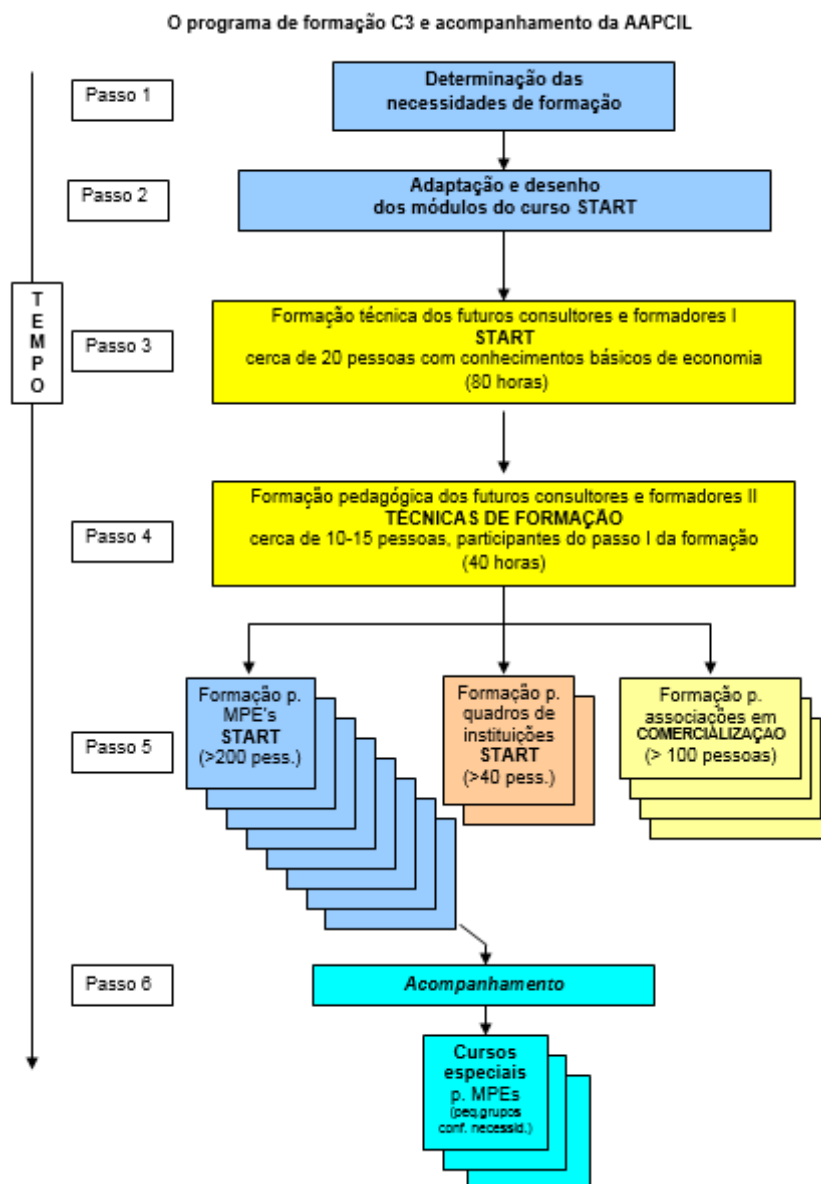 O programa de formação C3 e acompanhamento da AAPCIL
Passo 1
Determinação das
necessidades de formação
Passo 2
Adaptação e desenho
dos módulos do curso START
T
E
M
P
O
Passo 3
Formação técnica dos futuros consultores e formadores I
START
cerca de 20 pessoas com conhecimentos básicos de economia
(80 horas)
Passo 4
Formação pedagógica dos futuros consultores e formadores II
TÉCNICAS DE FORMAÇÃO
cerca de 10-15 pessoas, participantes do passo I da formação
(40 horas)
Passo 5
Formação p.
MPE's
START
(>200 pess.)
Formação p.
quadros de
instituições
START
(>40 pess.)
Formação p.
associações em
COMERCIALIZAÇAO
(> 100 pessoas)
Passo 6
Acompanhamento
Cursos
especiais
p. MPEs
(peq.grupos
conf. necessid.)